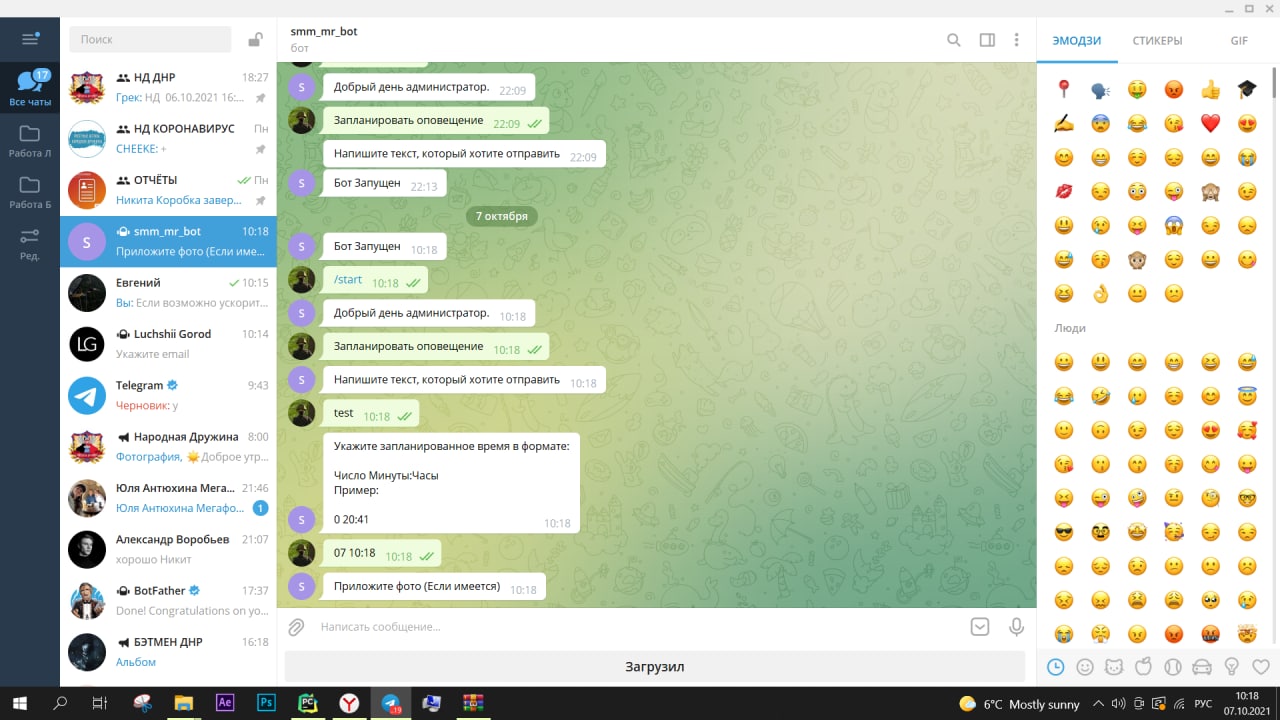 Поиск
17
Все чаты
Работа Л
Работа Б
Ред.
НД ДНР 18:27
Грек: НД 06.10.2021 16:...
НД КОРОНАВИРУС Пн
CHEEKE: +
ОТЧЁТЫ Пн
Никита Коробка завер...
S
smm_mr_bot 10:18
Приложите фото (Если име...
Евгений 10:15
Вы: Если возможно ускорит...
LG
Luchshii Gorod 10:14
Укажите email
Telegram 9:43
Черновик: у
Народная Дружина 8:00
Фотография, Доброе утр...
Юля Антюхина Мега... 21:46
Юля Антюхина Мегафо... 1
Александр Воробьев 21:07
хорошо Никит
BotFather 17:37
Done! Congratulations on yo...
БЭТМЕН ДНР 16:18
Альбом
smm_mr_bot
бот
S
Добрый день администратор. 22:09
Запланировать оповещение 22:09
Напишите текст, который хотите отправить 22:09
S
Бот Запущен 22:13
7 октября
S
Бот Запущен 10:18
/start 10:18
S
Добрый день администратор. 10:18
Запланировать оповещение 10:18
S
Напишите текст, который хотите отправить 10:18
test 10:18
Укажите запланированное время в формате:
Число Минуты:Часы
Пример:
0 20:41 10:18
S
07 10:18 10:18
S
Приложите фото (Если имеется) 10:18
Написать сообщение...
Загрузил
ЭМОДЗИ СТИКЕРЫ GIF
Люди
Ae
Ps
PC
Y
19
6°C Mostly sunny
РУС
10:18
07.10.2021